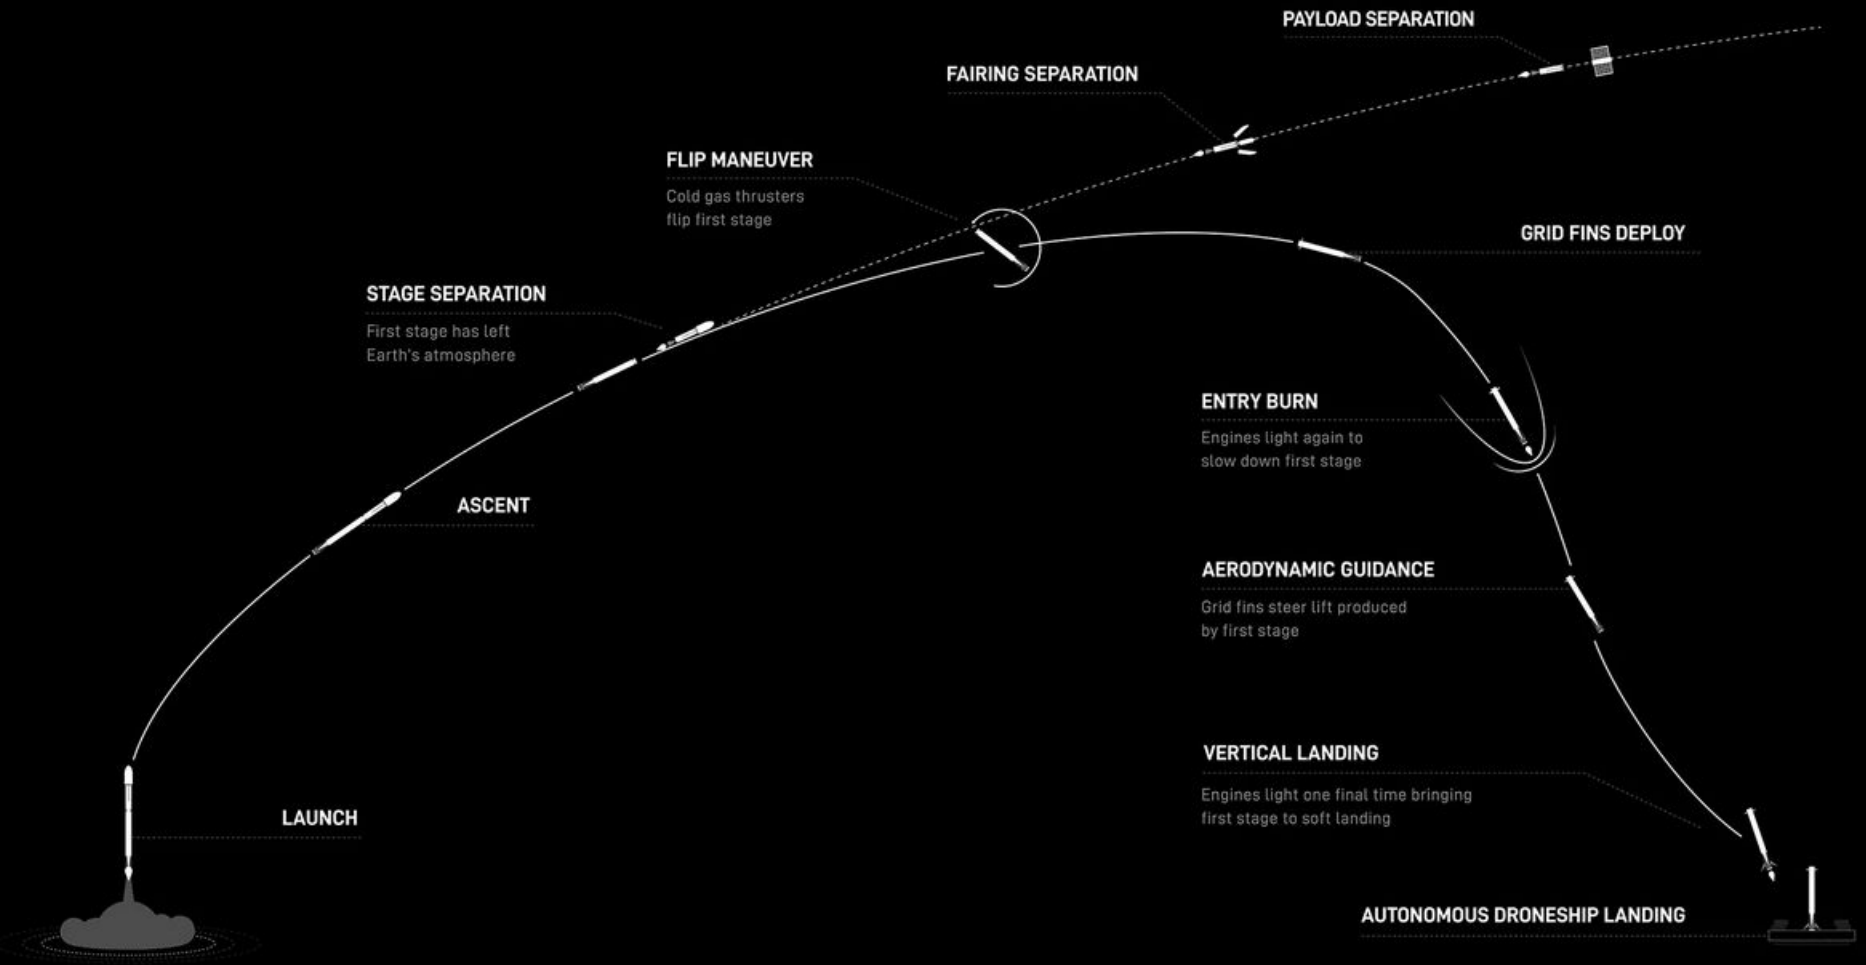 PAYLOAD SEPARATION
FAIRING SEPARATION
FLIP MANEUVER
Cold gas thrusters
flip first stage
GRID FINS DEPLOY
STAGE SEPARATION
First stage has left
Earth's atmosphere
ENTRY BURN
Engines light again to
slow down first stage
ASCENT
AERODYNAMIC GUIDANCE
Grid fins steer lift produced
by first stage
VERTICAL LANDING
Engines light one final time bringing
first stage to soft landing
LAUNCH
AUTONOMOUS DRONESHIP LANDING